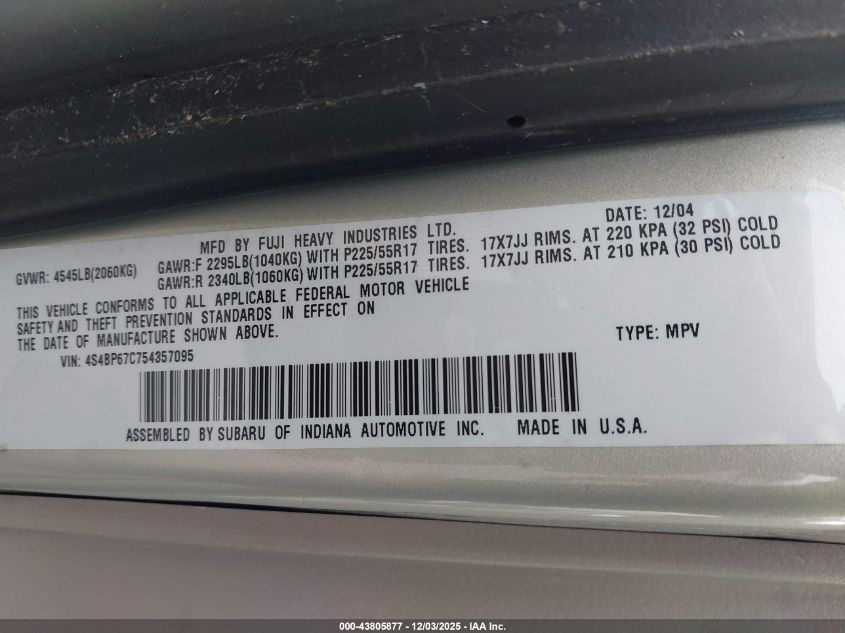 MFD BY FUJI HEAVY INDUSTRIES LTD. DATE: 12/04
GVWR: 4545LB(2060KG) GAWR:F 2295LB(1040KG) WITH P225/55R17 TIRES. 17X7JJ RIMS. AT 220 KPA (32 PSI) COLD
GAWR:R 2340LB(1060KG) WITH P225/55R17 TIRES. 17X7JJ RIMS. AT 210 KPA (30 PSI) COLD
THIS VEHICLE CONFORMS TO ALL APPLICABLE FEDERAL MOTOR VEHICLE
SAFETY AND THEFT PREVENTION STANDARDS IN EFFECT ON
THE DATE OF MANUFACTURE SHOWN ABOVE. TYPE: MPV
VIN: 4S4BP67C754357095
ASSEMBLED BY SUBARU OF INDIANA AUTOMOTIVE INC. MADE IN U.S.A.
000-43805877 - 12/03/2025 - IAA Inc.